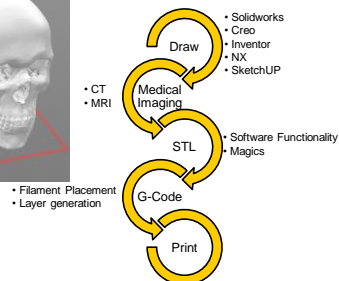 • Solidworks
• Creo
• Inventor
• NX
• SketchUP
Draw
• CT
• MRI
Medical
Imaging
STL
• Software Functionality
• Magics
• Filament Placement
• Layer generation
G-Code
Print